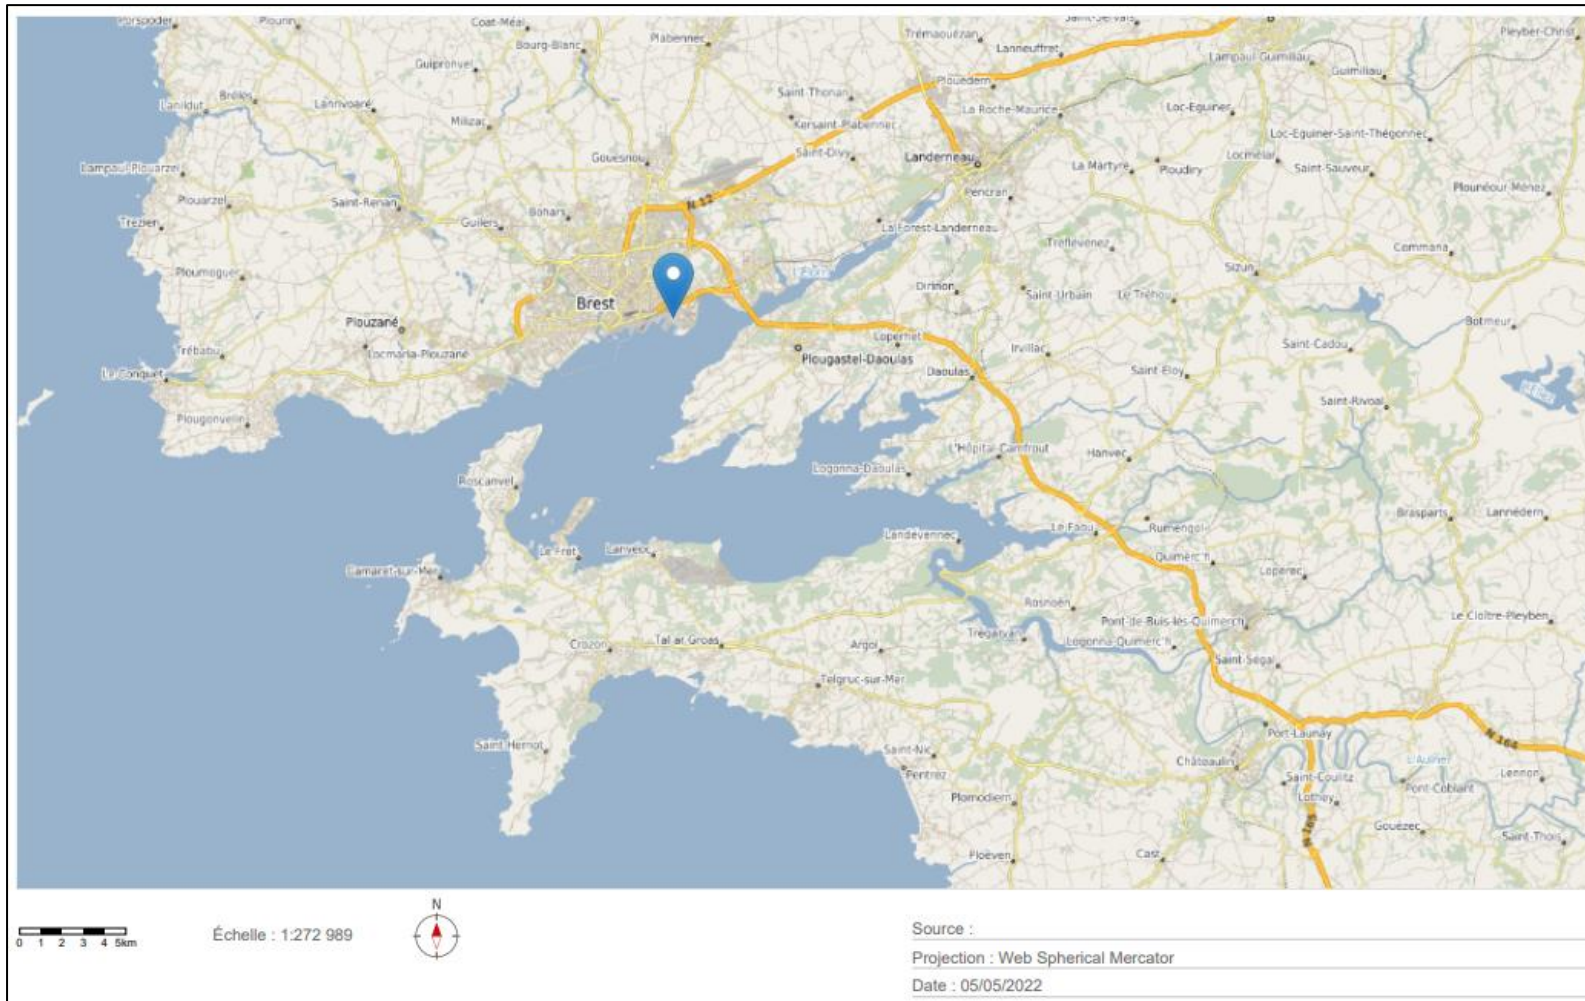 Porspoder
Plourin
Coat-Méal
Saint-Servais
Bourg-Blanc
Plabennec
Trémaouézan
Lanneuffret
Pleyber-Christ
Guipronvel
Lampaul-Guimiliau
Guimiliau
Plouédern
Lanildut
Brélès
Lanrivoaré
Saint-Thonan
La Roche-Maurice
Loc-Eguiner
Milizac
Kersaint-Plabennec
Loc-Eguiner-Saint-Thégonnec
Gouesnou
Saint-Divy
Landerneau
La Martyre
Ploudiry
Locmélar
Saint-Sauveur
Lampaul-Plouarzel
Plouarzel
Saint-Renan
Pencran
Plounéour-Ménez
N 12
Trezien
Guilers
Bohars
La Forest-Landerneau
Tréflévenez
Commana
Ploumoguer
L'Elorn
Sizun
Dirinon
Saint-Urbain
Le Tréhou
Brest
Plouzané
Botmeur
Trébabu
Locmaria-Plouzané
Loperhet
Irvillac
Saint-Cadou
Plougastel-Daoulas
Le Conquet
Daoulas
Saint-Eloy
Saint-Rivoal
Plougonvelin
L'Hôpital-Camfrout
Hanvec
Logonna-Daoulas
Roscanvel
Brasparts
Lannédern
Le Faou
Rumengol
Landévennec
Le Fret
Lanvéoc
Quimerc'h
Camaret-sur-Mer
Lopérec
Rosnoën
Pont-de-Buis-lès-Quimerch
Le Cloître-Pleyben
Trégarvan
Logonna-Quimerc'h
Crozon
Tal ar Groas
Argol
Saint-Ségal
Telgruc-sur-Mer
Port-Launay
N 164
Saint-Hernot
Saint-Nic
Châteaulin
L'Aulne
Pentrez
Saint-Coulitz
Pont-Coblant
Lennon
Plomodiern
Lothey
Gouézec
N 165
Saint-Thois
Ploéven
Cast
N
0 1 2 3 4 5km
Échelle : 1:272 989
Source :
Projection : Web Spherical Mercator
Date : 05/05/2022